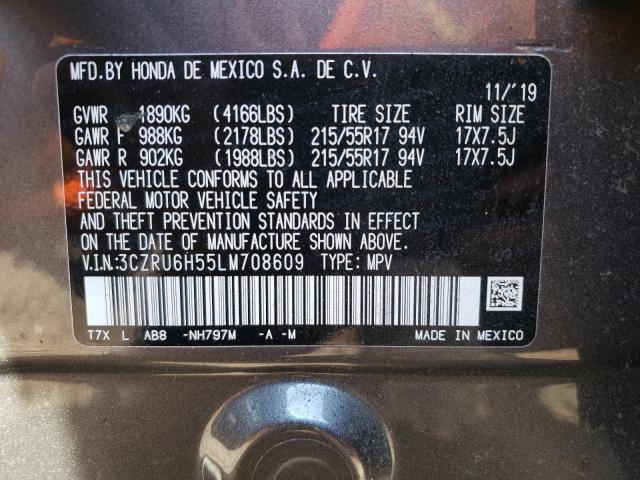 MFD.BY HONDA DE MEXICO S.A. DE C.V.
11/'19
GVWR 1890KG (4166LBS) TIRE SIZE RIM SIZE
GAWR F 988KG (2178LBS) 215/55R17 94V 17X7.5J
GAWR R 902KG (1988LBS) 215/55R17 94V 17X7.5J
THIS VEHICLE CONFORMS TO ALL APPLICABLE
FEDERAL MOTOR VEHICLE SAFETY
AND THEFT PREVENTION STANDARDS IN EFFECT
ON THE DATE OF MANUFACTURE SHOWN ABOVE.
V.I.N:3CZRU6H55LM708609 TYPE: MPV
T7X L AB8 -NH797M -A -M MADE IN MEXICO